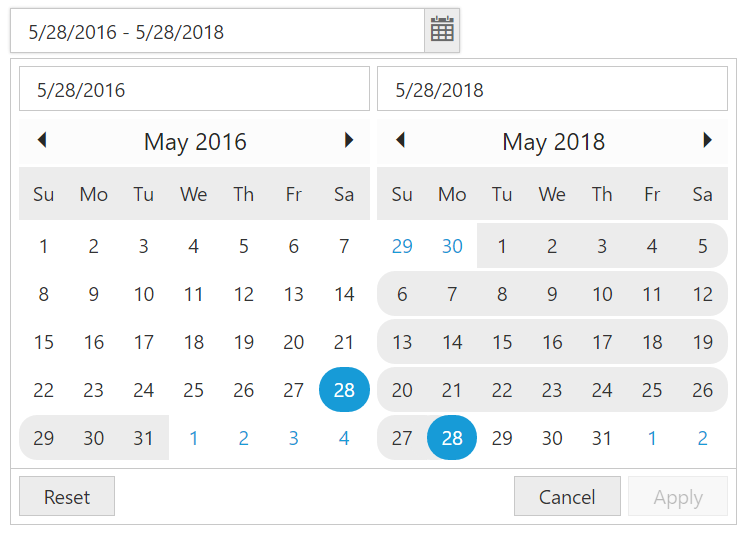 5/28/2016 - 5/28/2018
5/28/2016
5/28/2018
May 2016
Su Mo Tu We Th Fr Sa
1 2 3 4 5 6 7
8 9 10 11 12 13 14
15 16 17 18 19 20 21
22 23 24 25 26 27 28
29 30 31 1 2 3 4
May 2018
Su Mo Tu We Th Fr Sa
29 30 1 2 3 4 5
6 7 8 9 10 11 12
13 14 15 16 17 18 19
20 21 22 23 24 25 26
27 28 29 30 31 1 2
Reset
Cancel
Apply